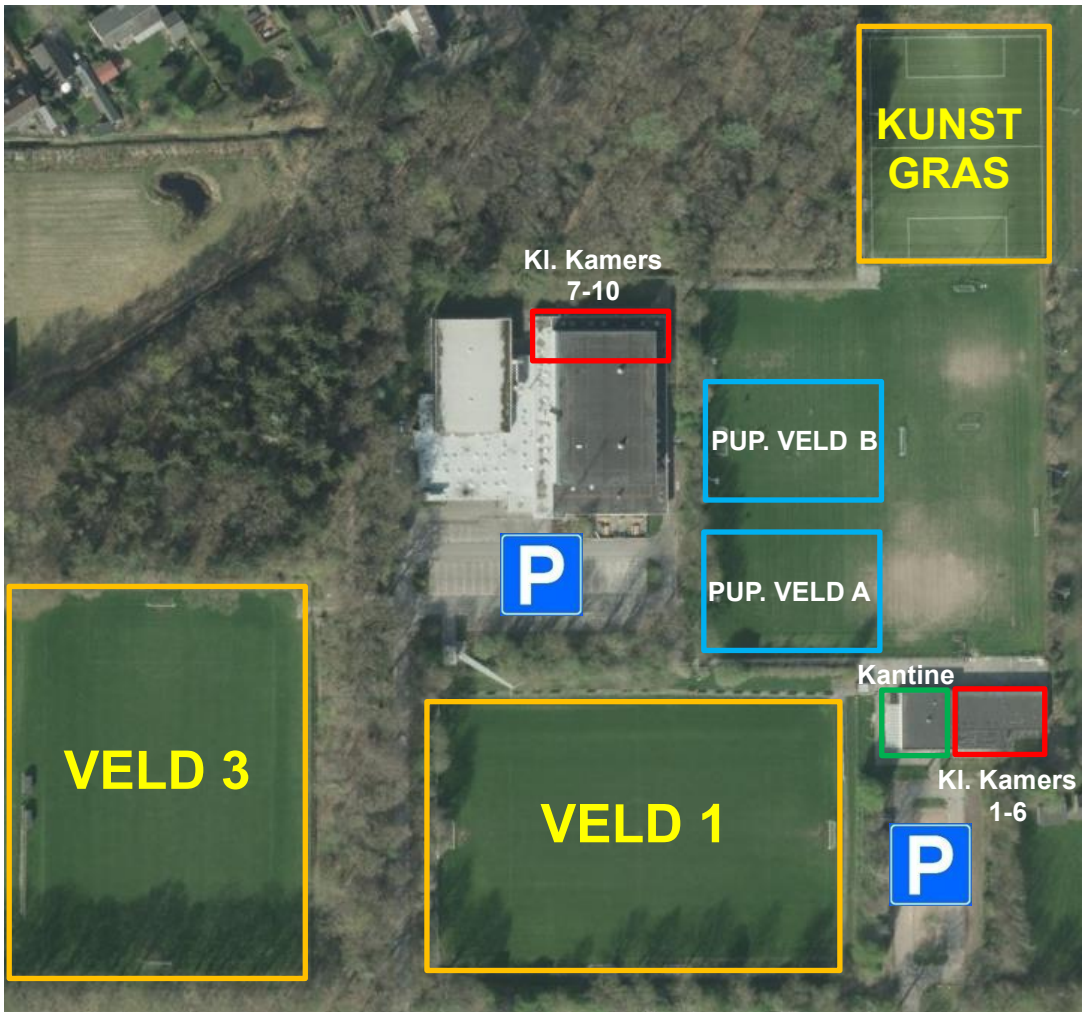 KUNST
GRAS
Kl. Kamers
7-10
PUP. VELD B
P
PUP. VELD A
Kantine
VELD 3
VELD 1
Kl. Kamers
1-6
P